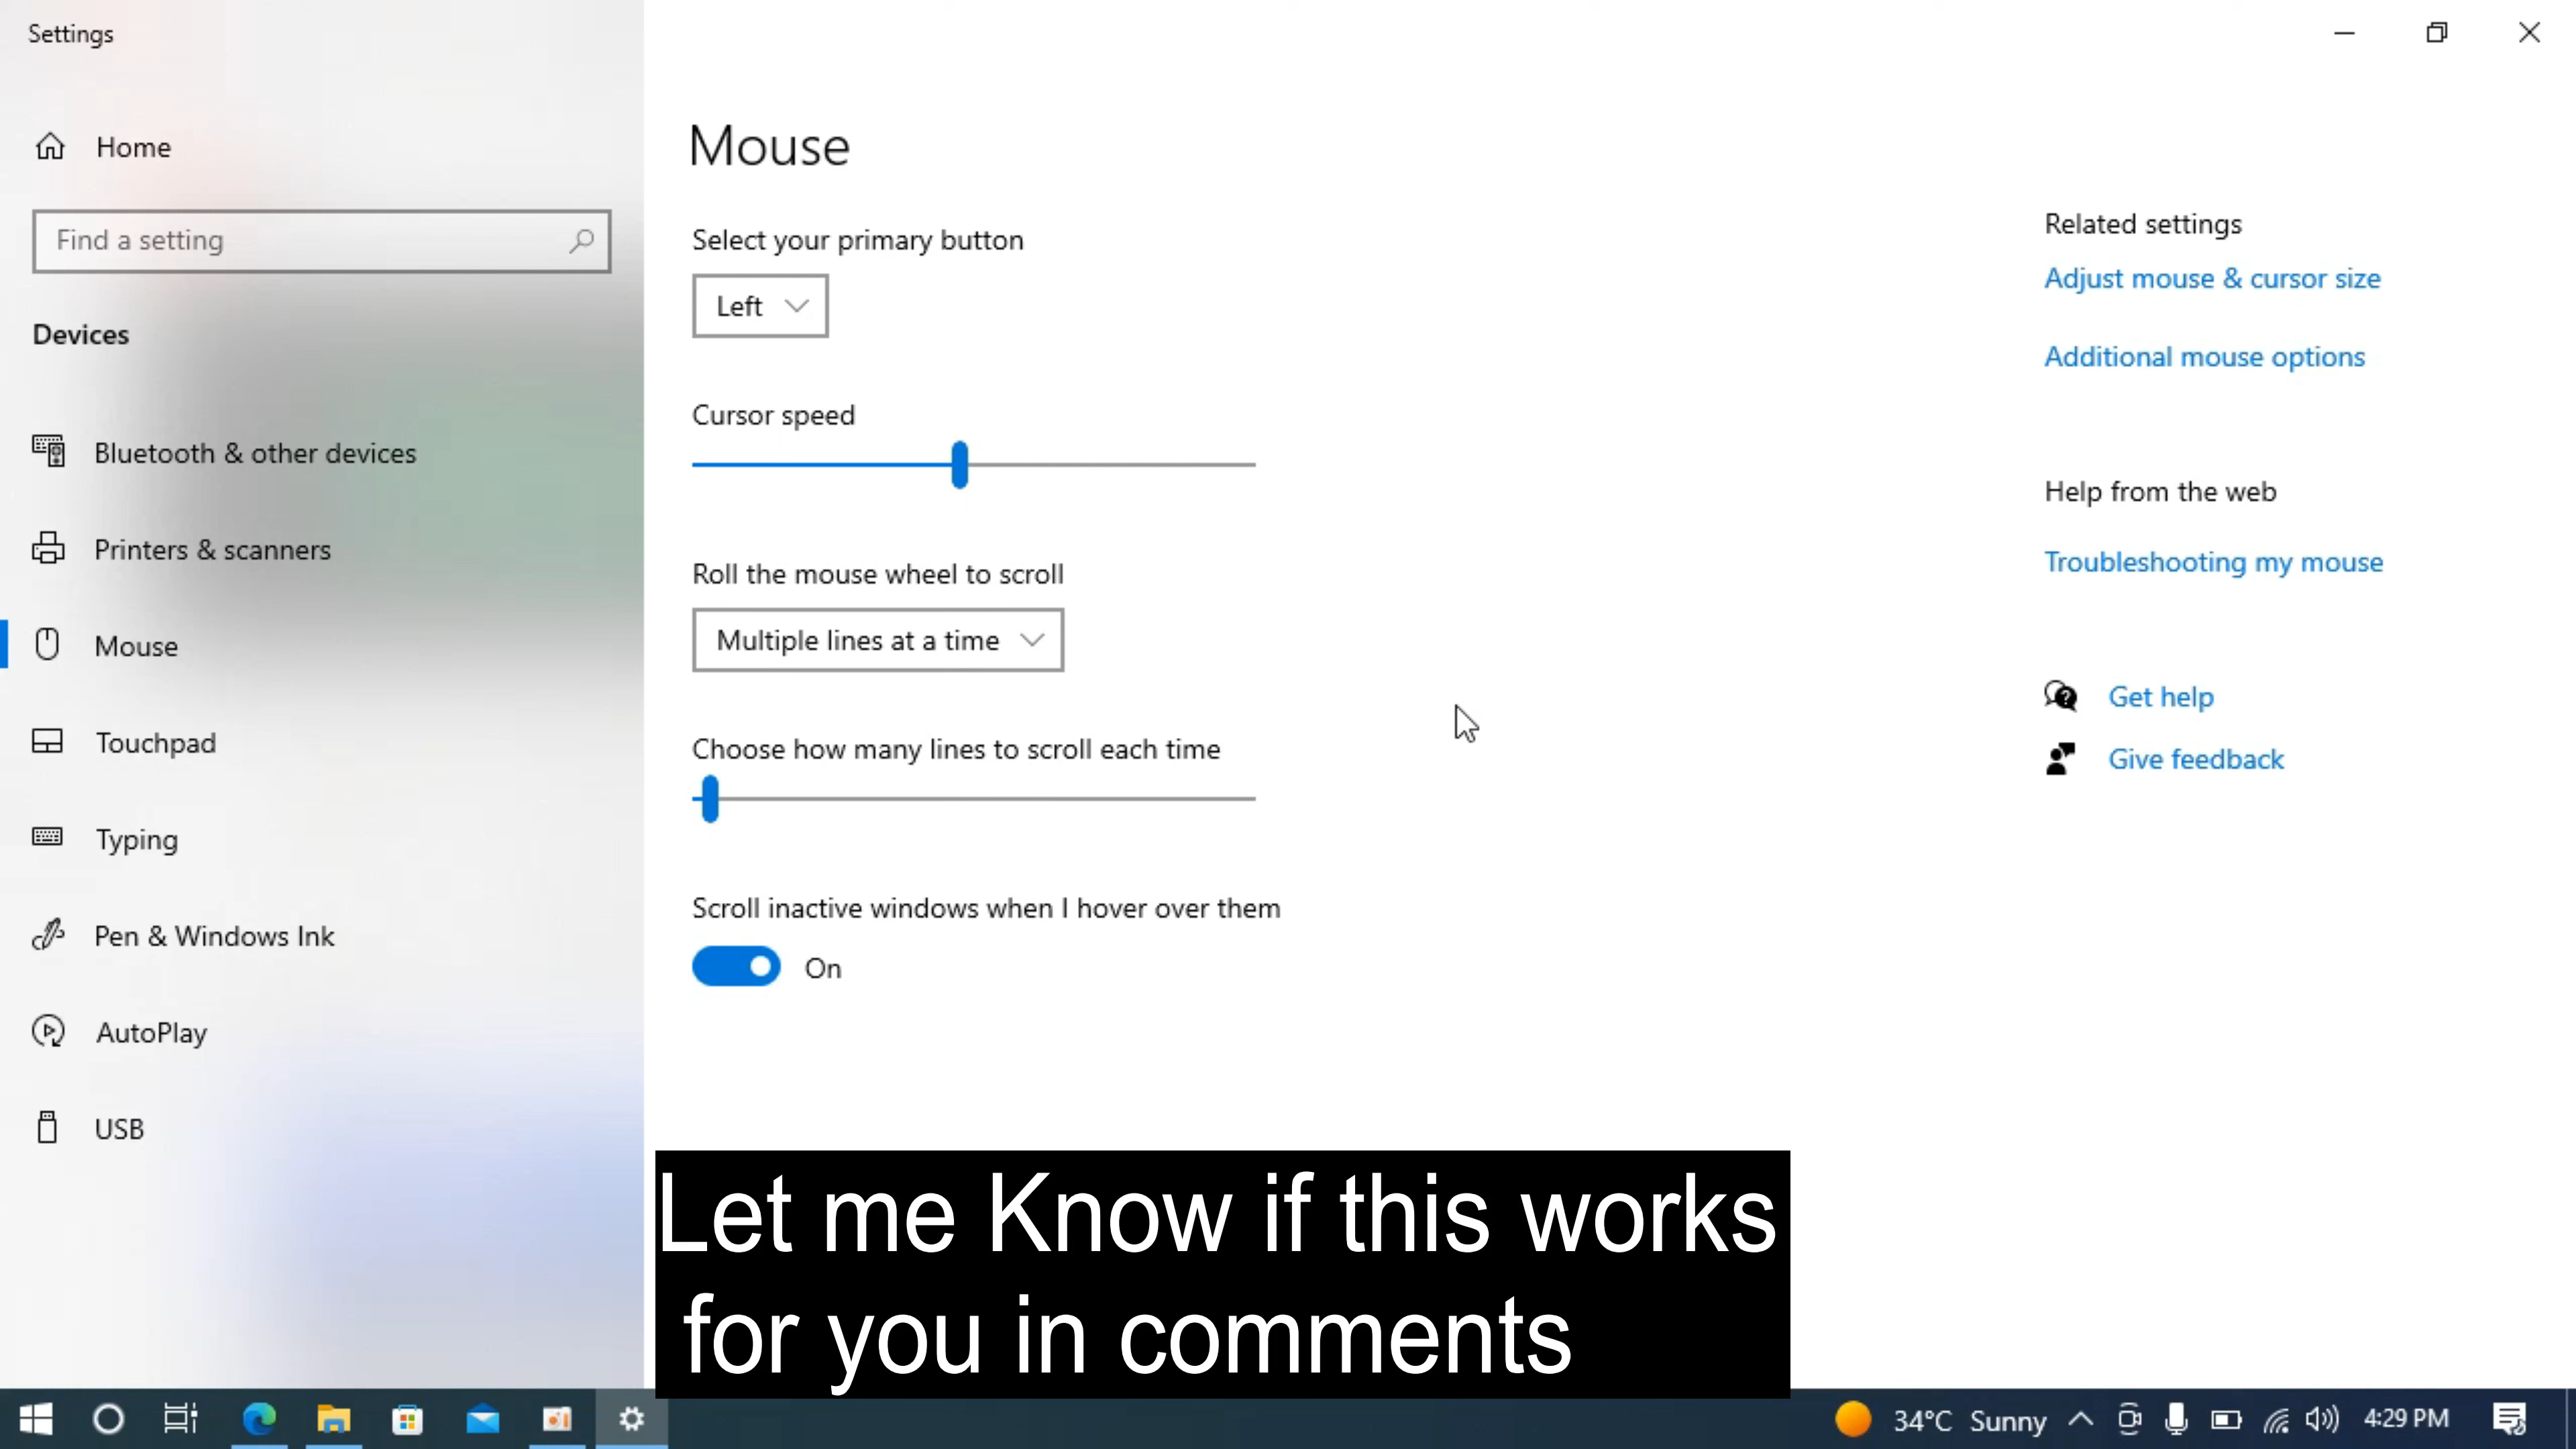 Settings
Home
Find a setting
Devices
Bluetooth & other devices
Printers & scanners
Mouse
Touchpad
Typing
Pen & Windows Ink
AutoPlay
USB
Mouse
Select your primary button
Left
Cursor speed
Roll the mouse wheel to scroll
Multiple lines at a time
Choose how many lines to scroll each time
Scroll inactive windows when I hover over them
On
Related settings
Adjust mouse & cursor size
Additional mouse options
Help from the web
Troubleshooting my mouse
Get help
Give feedback
Let me Know if this works
for you in comments
34°C Sunny
4:29 PM